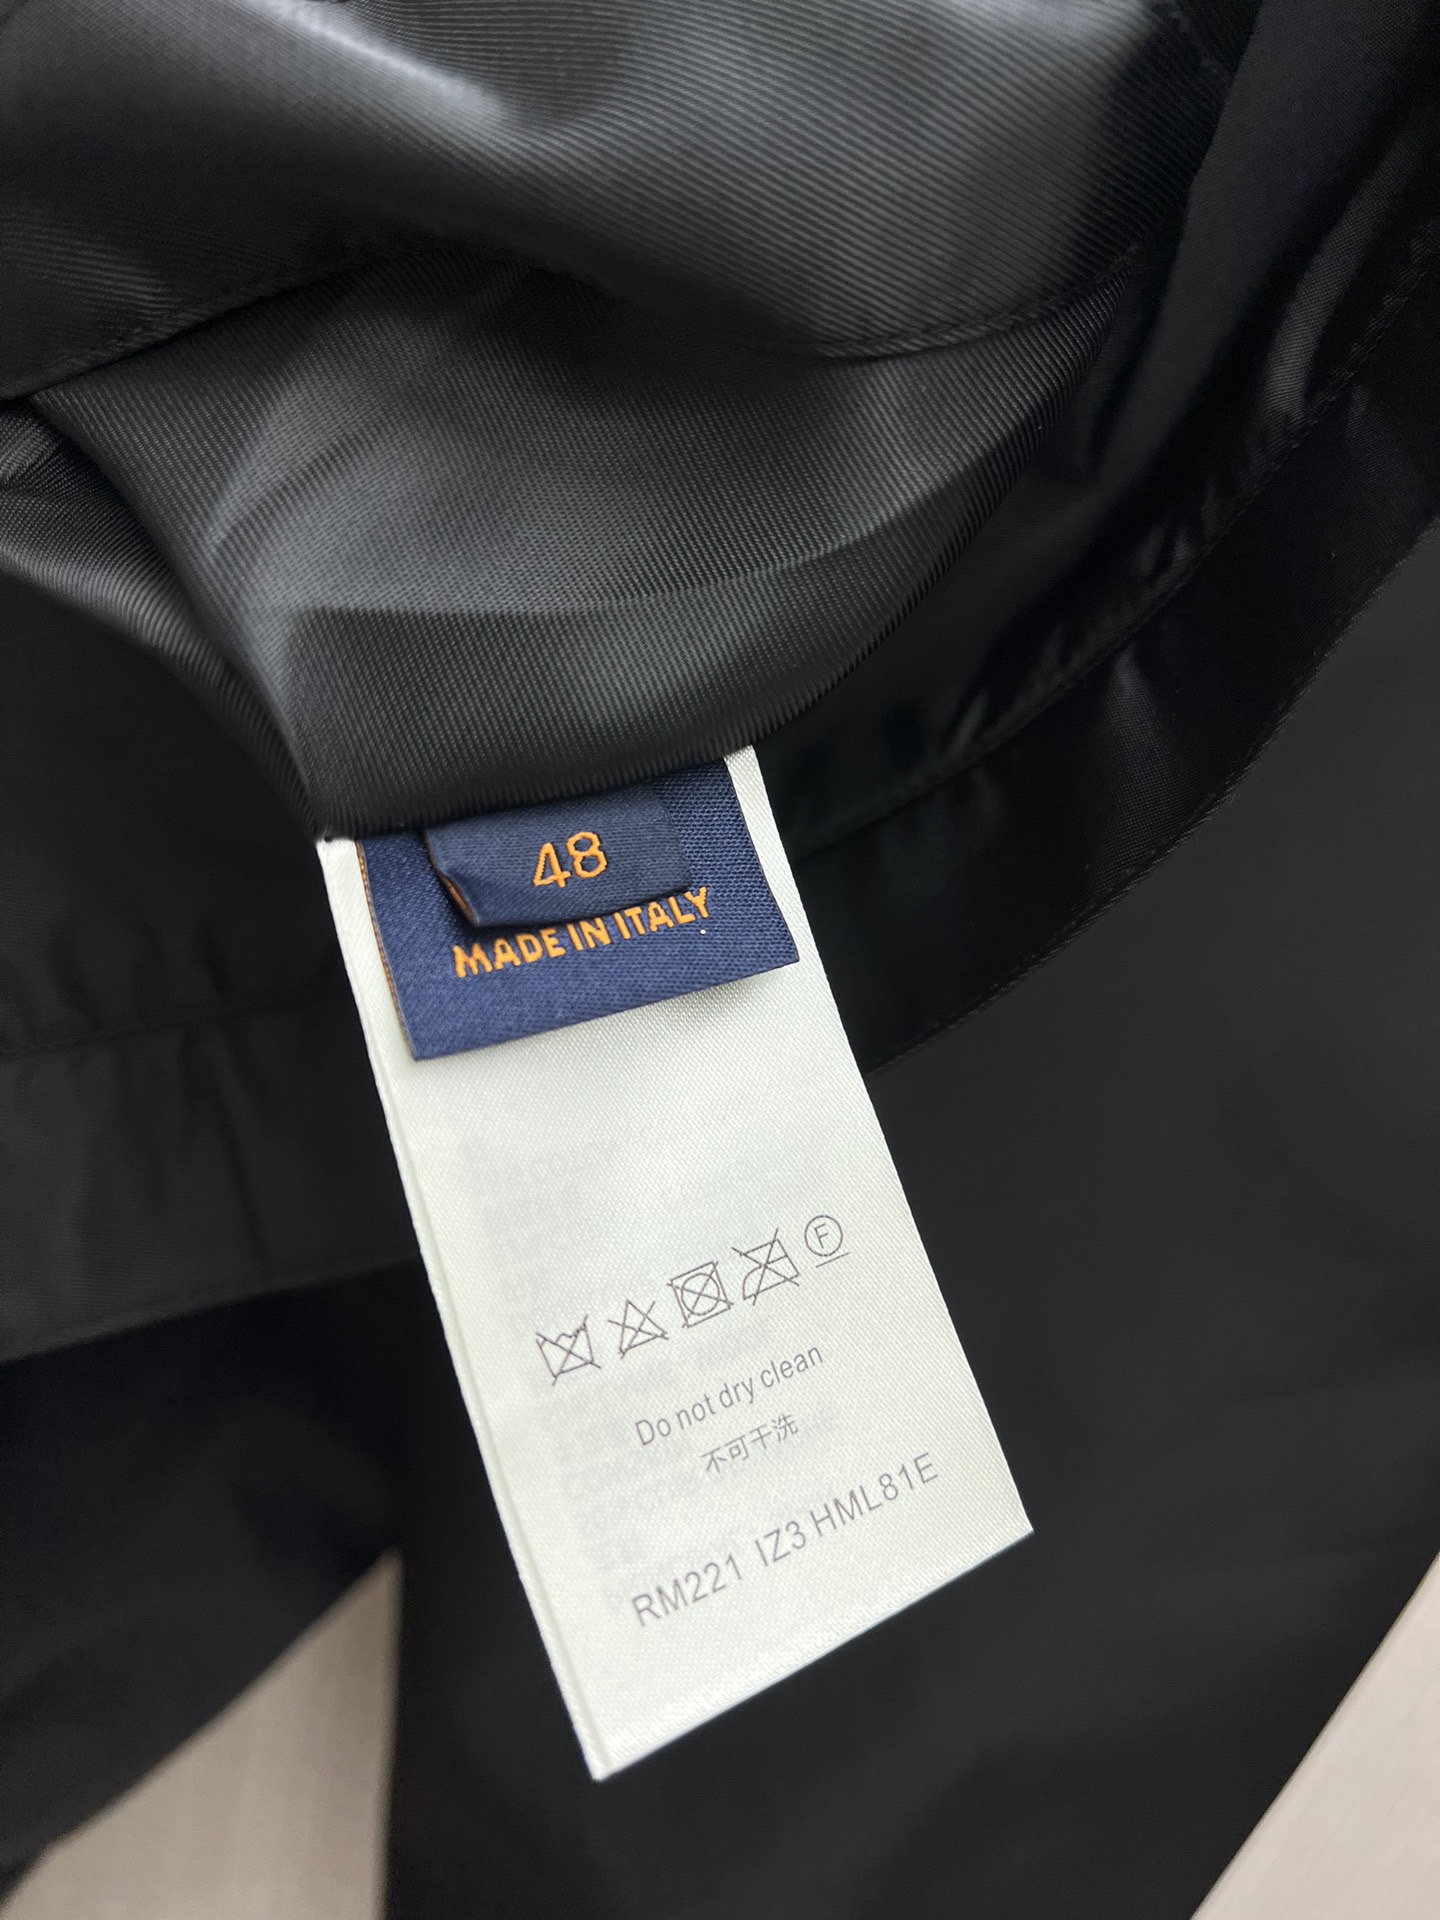 48
MADE IN ITALY
F
Do not dry clean
不可干洗
RM221 IZ3 HML81E